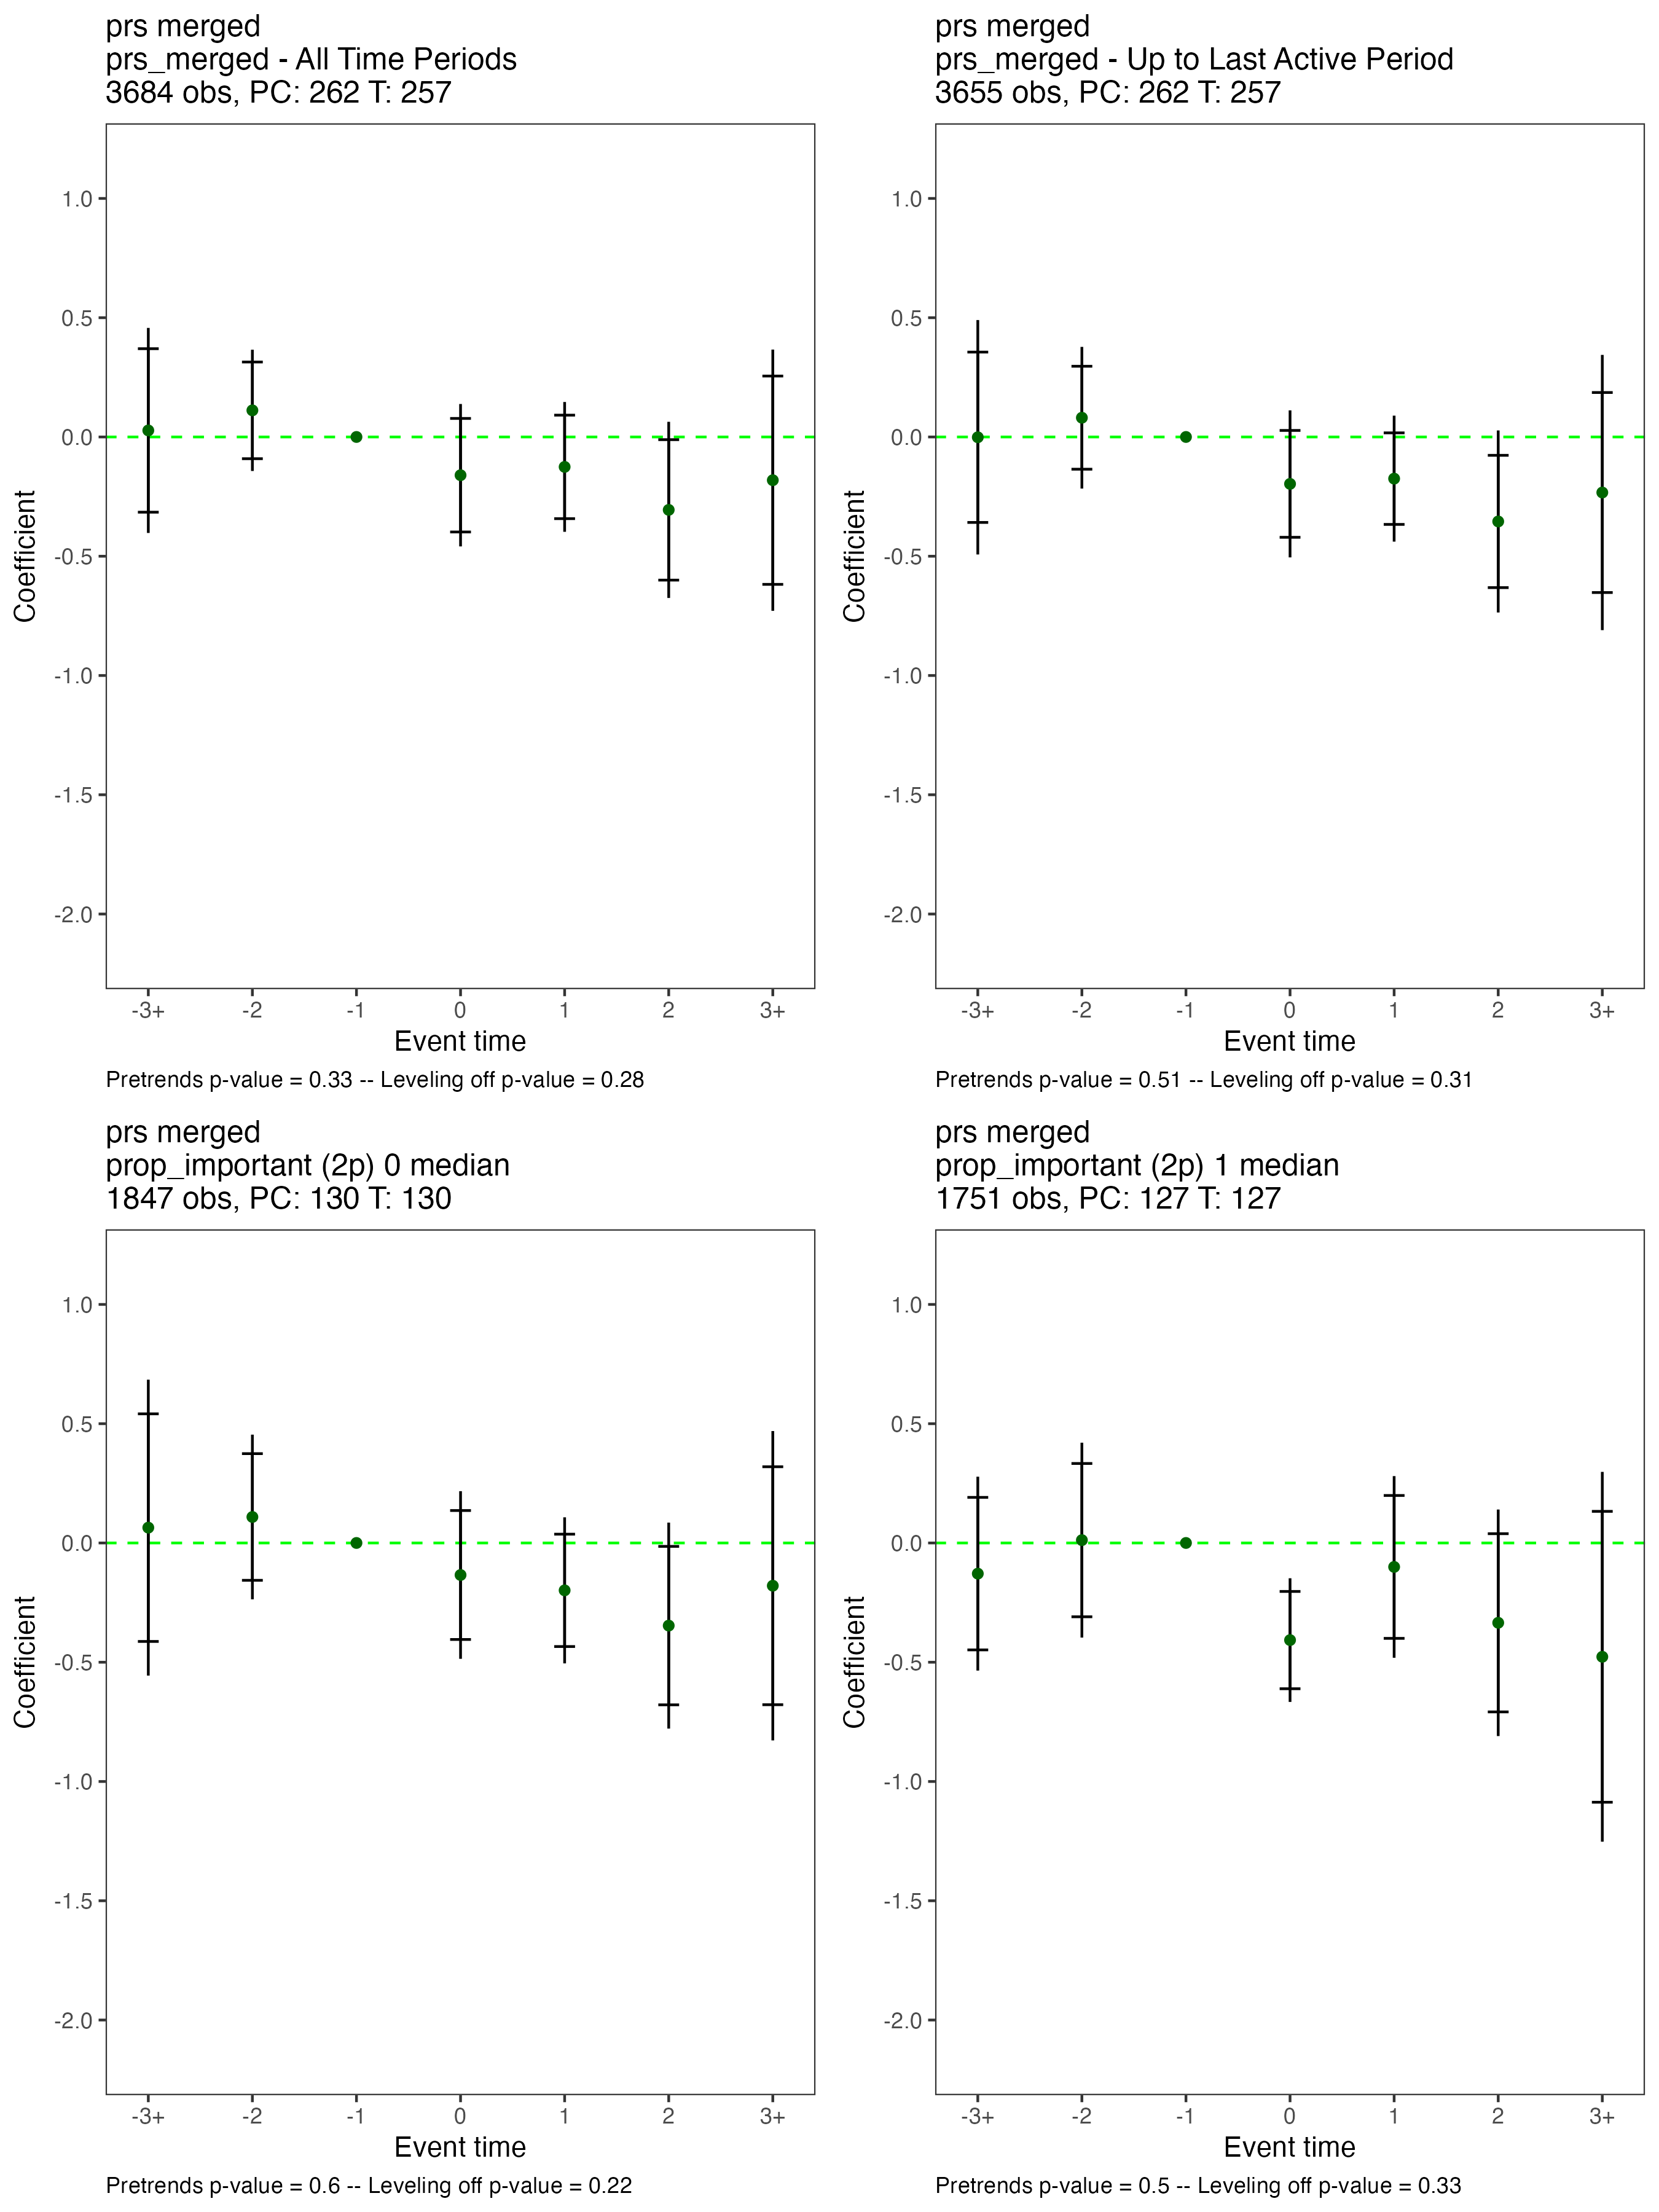 prs merged
prs_merged - All Time Periods
3684 obs, PC: 262 T: 257
1.0
0.5
0.0
-0.5
-1.0
-1.5
-2.0
Coefficient
-3+ -2 -1 0 1 2 3+
Event time
Pretrends p-value = 0.33 -- Leveling off p-value = 0.28
prs merged
prs_merged - Up to Last Active Period
3655 obs, PC: 262 T: 257
1.0
0.5
0.0
-0.5
-1.0
-1.5
-2.0
Coefficient
-3+ -2 -1 0 1 2 3+
Event time
Pretrends p-value = 0.51 -- Leveling off p-value = 0.31
prs merged
prop_important (2p) 0 median
1847 obs, PC: 130 T: 130
1.0
0.5
0.0
-0.5
-1.0
-1.5
-2.0
Coefficient
-3+ -2 -1 0 1 2 3+
Event time
Pretrends p-value = 0.6 -- Leveling off p-value = 0.22
prs merged
prop_important (2p) 1 median
1751 obs, PC: 127 T: 127
1.0
0.5
0.0
-0.5
-1.0
-1.5
-2.0
Coefficient
-3+ -2 -1 0 1 2 3+
Event time
Pretrends p-value = 0.5 -- Leveling off p-value = 0.33